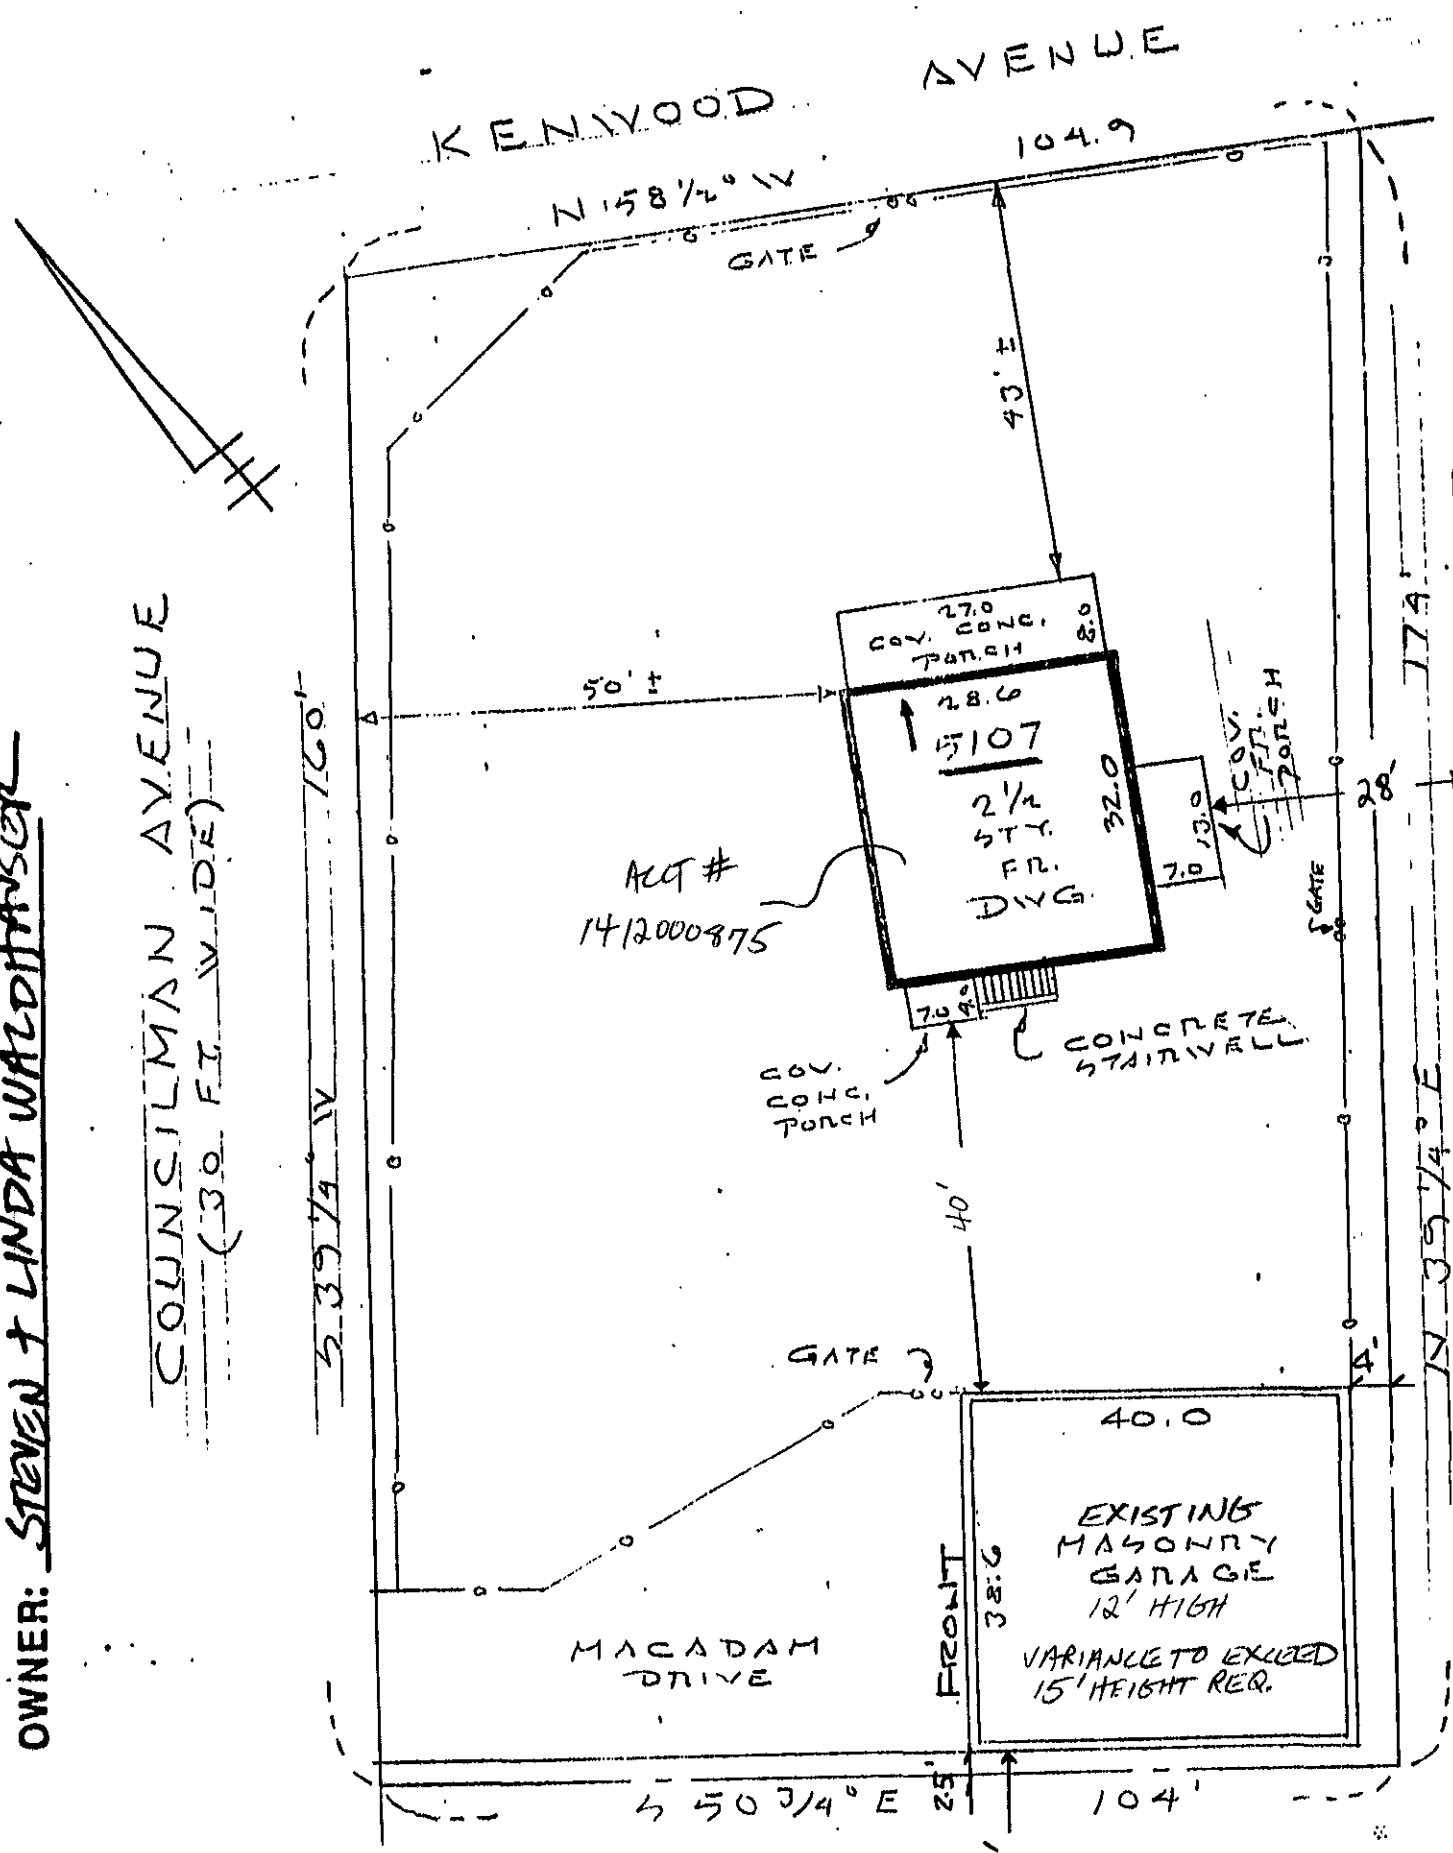 KENWOOD AVENUE
N 58 1/2° W
104.9
GATE
43' ±
OWNER: STEVEN + LINDA WALDHAUSER
COUNCILMAN AVENUE
(30 FT. WIDE)
S 39 1/4 W 160'
50' ±
27.0
COV. CONC.
PORCH
8.0
28.6
5107
2 1/2
STY.
FR.
DWG.
32.0
COV.
FR.
PORCH
13.0
7.0
28'
GATE
174'
N 39 1/4° E
ACCT #
1412000875
7.0
4.0
CONCRETE
STAIRWELL
COV.
CONC.
PORCH
40'
GATE
4'
40.0
FRONT
38.6
EXISTING
MASONRY
GARAGE
12' HIGH
VARIANCE TO EXCEED
15' HEIGHT REQ.
MACADAM
DRIVE
S 50 3/4° E
104'